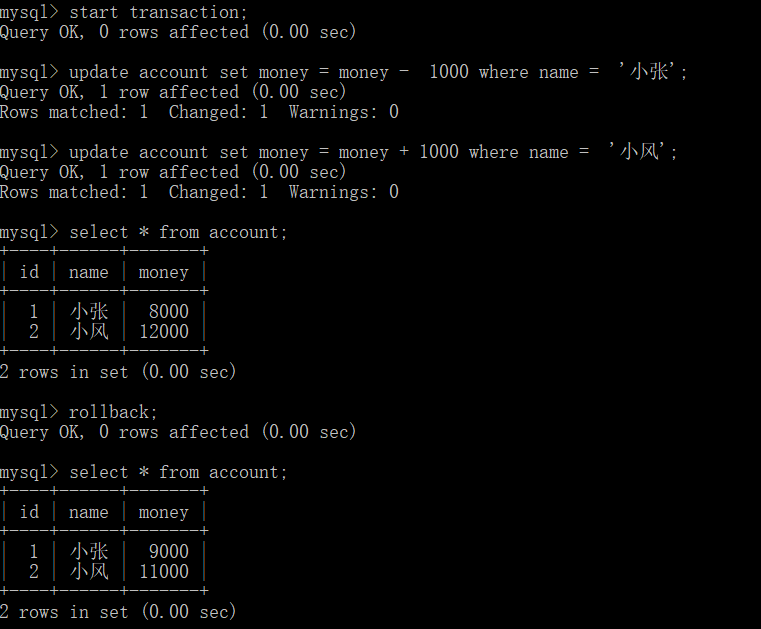 mysql> start transaction;
Query OK, 0 rows affected (0.00 sec)
mysql> update account set money = money -  1000 where name =  '小张';
Query OK, 1 row affected (0.00 sec)
Rows matched: 1  Changed: 1  Warnings: 0
mysql> update account set money = money + 1000 where name =  '小风';
Query OK, 1 row affected (0.00 sec)
Rows matched: 1  Changed: 1  Warnings: 0
mysql> select * from account;
+----+------+-------+
| id | name | money |
+----+------+-------+
|  1 | 小张 |  8000 |
|  2 | 小风 | 12000 |
+----+------+-------+
2 rows in set (0.00 sec)
mysql> rollback;
Query OK, 0 rows affected (0.00 sec)
mysql> select * from account;
+----+------+-------+
| id | name | money |
+----+------+-------+
|  1 | 小张 |  9000 |
|  2 | 小风 | 11000 |
+----+------+-------+
2 rows in set (0.00 sec)